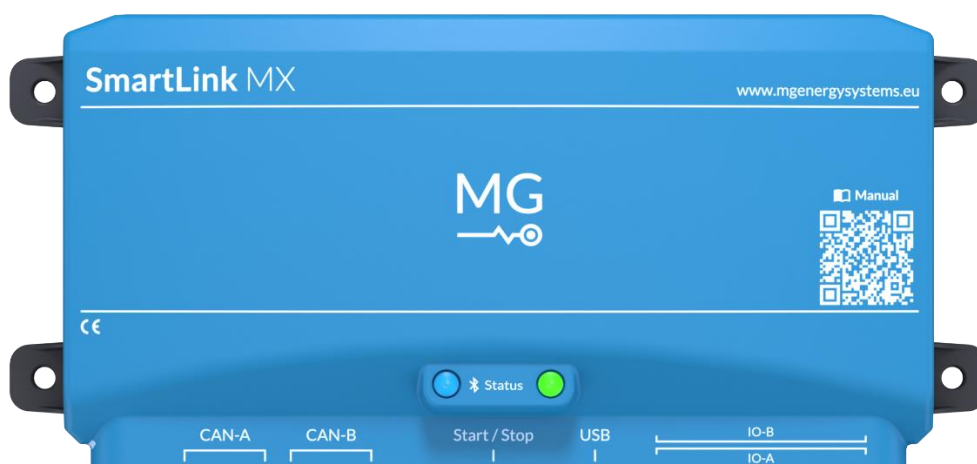 SmartLink MX
www.mgenergysystems.eu
MG
Manual
CE
Status
CAN-A CAN-B Start / Stop USB IO-B
IO-A